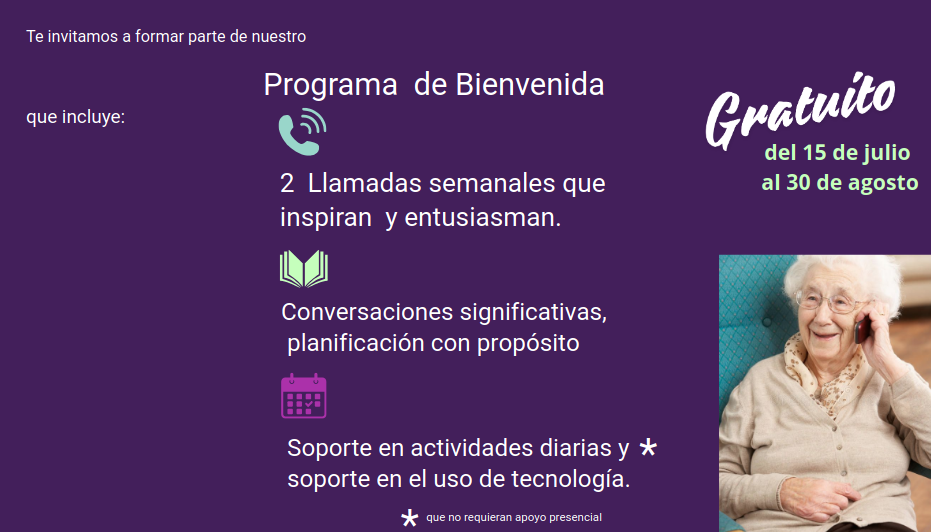 Te invitamos a formar parte de nuestro
Programa de Bienvenida
que incluye:
Gratuito
del 15 de julio
al 30 de agosto
2 Llamadas semanales que
inspiran y entusiasman.
Conversaciones significativas,
planificación con propósito
Soporte en actividades diarias y *
soporte en el uso de tecnología.
* que no requieran apoyo presencial